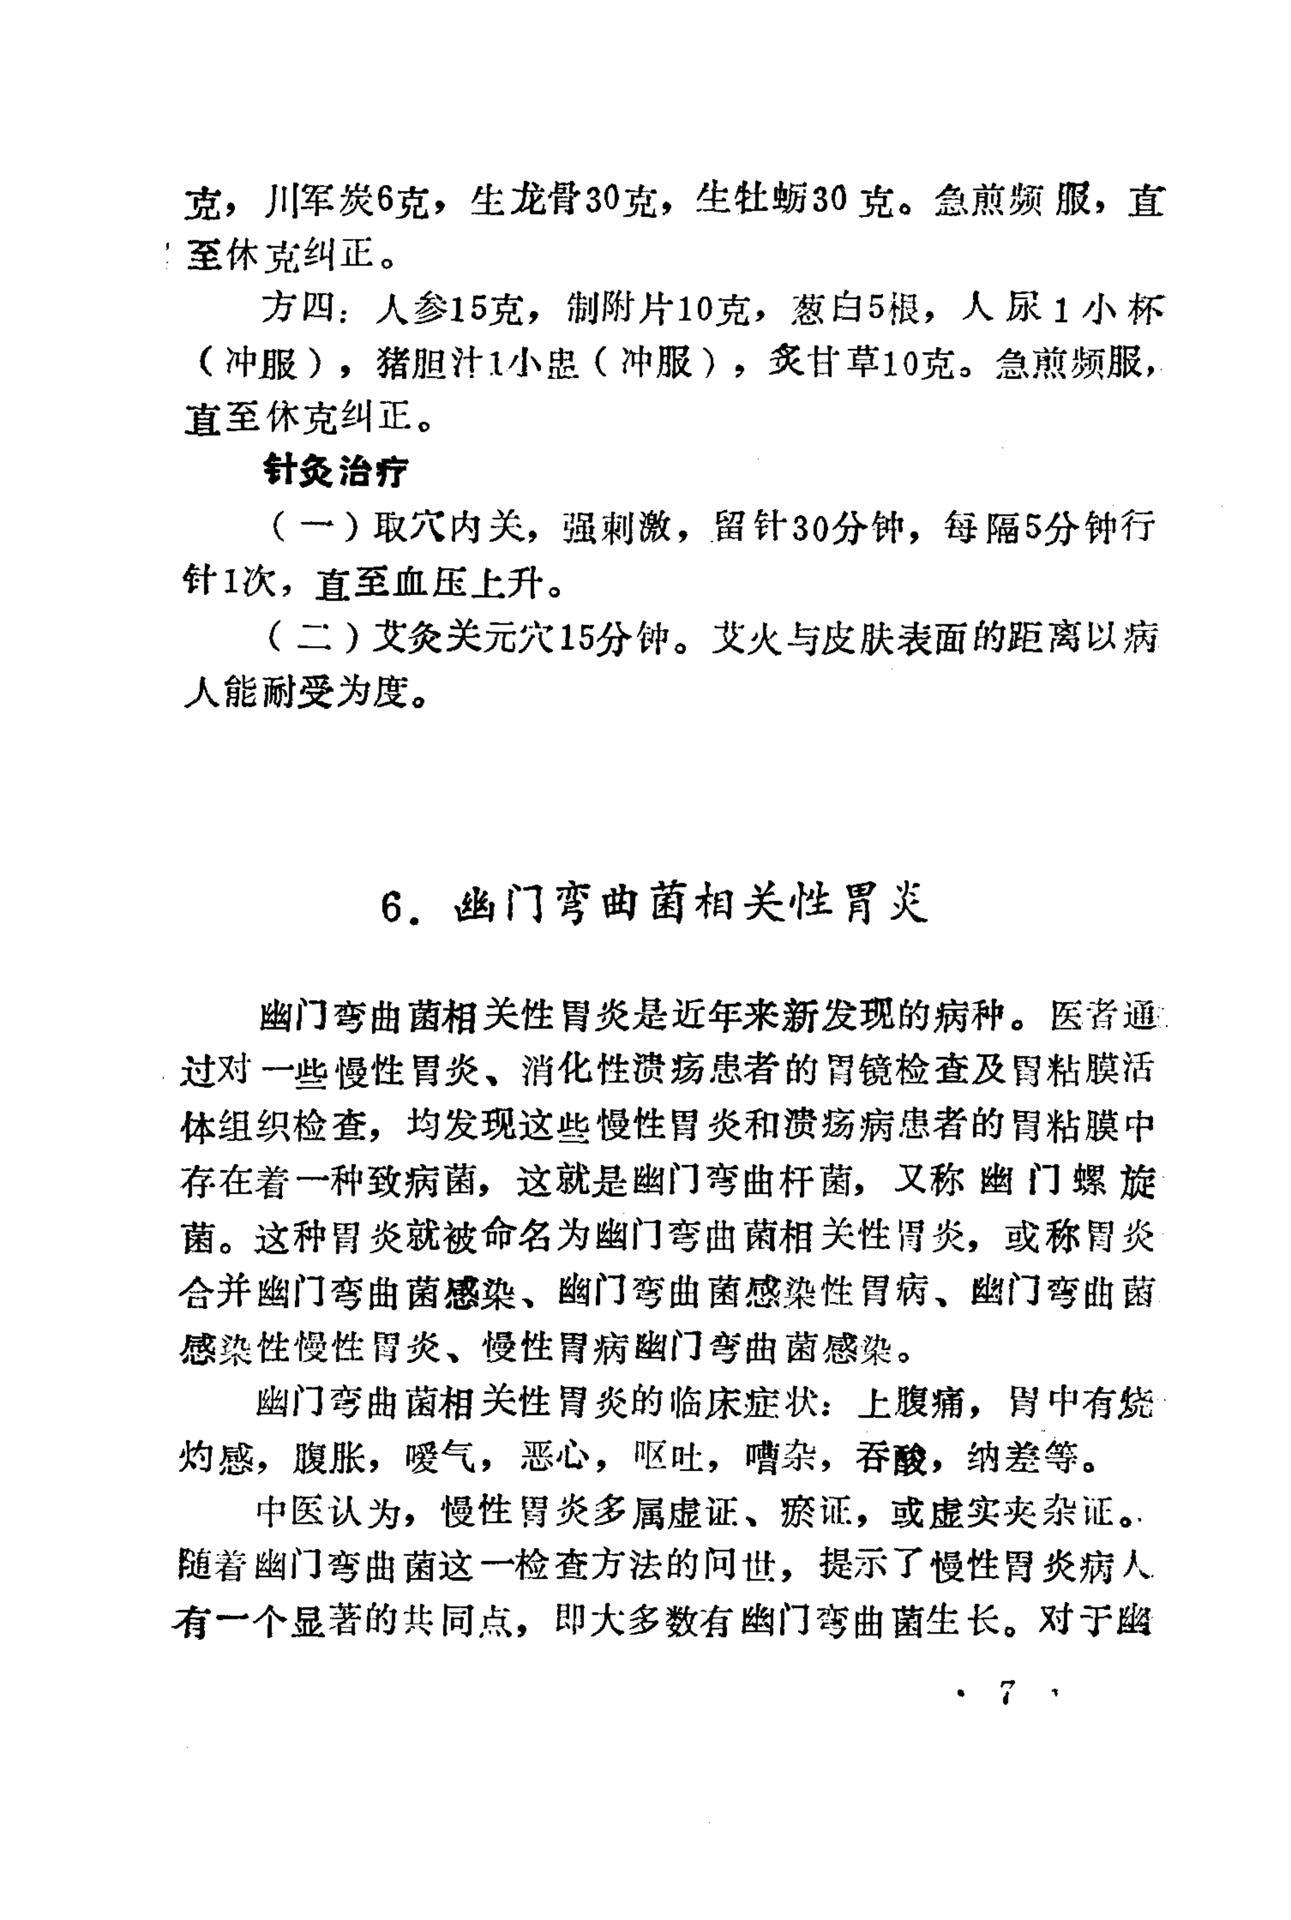 克，川军炭6克，生龙骨30克，生牡蛎30克。急煎频服，直
至休克纠正。
方四：人参15克，制附片10克，葱白5根，人尿1小杯
（冲服），猪胆汁1小忠（冲服），炙甘草10克。急煎频服，
直至休克纠正。
针灸治疗
（一）取穴内关，强刺激，留针30分钟，每隔5分钟行
针1次，直至血压上升。
（二）艾灸关元穴15分钟。艾火与皮肤表面的距离以病
人能耐受为度。
6．幽门弯曲菌相关性胃炎
幽门弯曲菌相关性胃炎是近年来新发现的病种。医者通
过对一些慢性胃炎、消化性溃疡患者的胃镜检查及胃粘膜活
体组织检查，均发现这些慢性胃炎和溃疡病患者的胃粘膜中
存在着一种致病菌，这就是幽门弯曲杆菌，又称幽门螺旋
菌。这种胃炎就被命名为幽门弯曲菌相关性胃炎，或称胃炎
合并幽门弯曲菌感染、幽门弯曲菌感染性胃病、幽门弯曲菌
感染性慢性胃炎、慢性胃病幽门弯曲菌感染。
幽门弯曲菌相关性胃炎的临床症状：上腹痛，胃中有烧
灼感，腹胀，嗳气，恶心，呕吐，嘈杂，吞酸，纳差等。
中医认为，慢性胃炎多属虚证、瘀证，或虚实夹杂证。
随着幽门弯曲菌这一检查方法的问世，提示了慢性胃炎病人
有一个显著的共同点，即大多数有幽门弯曲菌生长。对于幽
· 7 ·